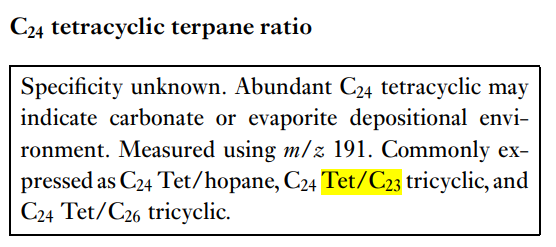 C₂₄ tetracyclic terpane ratio
Specificity unknown. Abundant C₂₄ tetracyclic may
indicate carbonate or evaporite depositional envi-
ronment. Measured using m/z 191. Commonly ex-
pressed as C₂₄ Tet/hopane, C₂₄ Tet/C₂₃ tricyclic, and
C₂₄ Tet/C₂₆ tricyclic.